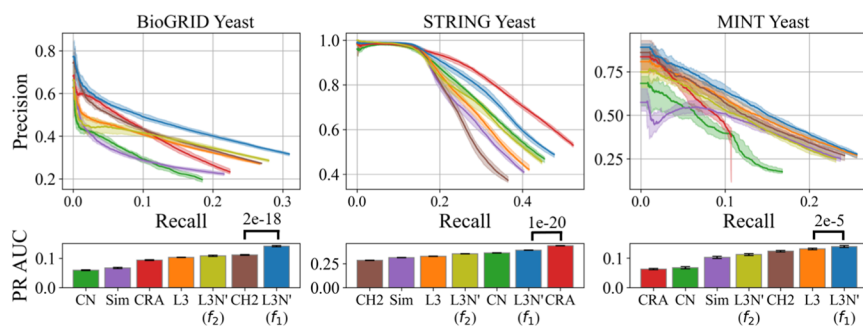 BioGRID Yeast STRING Yeast MINT Yeast
Precision
0.8
0.6
0.4
0.2
1.0
0.8
0.6
0.4
0.75
0.50
0.25
0.0 0.1 0.2 0.3 0.0 0.2 0.4 0.0 0.1 0.2
Recall Recall Recall
2e-18 1e-20 2e-5
PR AUC
0.1
0.0
0.25
0.00
0.1
0.0
CN Sim CRA L3 L3N' CH2 L3N'
(f₂) (f₁)
CH2 Sim L3 L3N' CN L3N' CRA
(f₂) (f₁)
CRA CN Sim L3N' CH2 L3 L3N'
(f₂) (f₁)